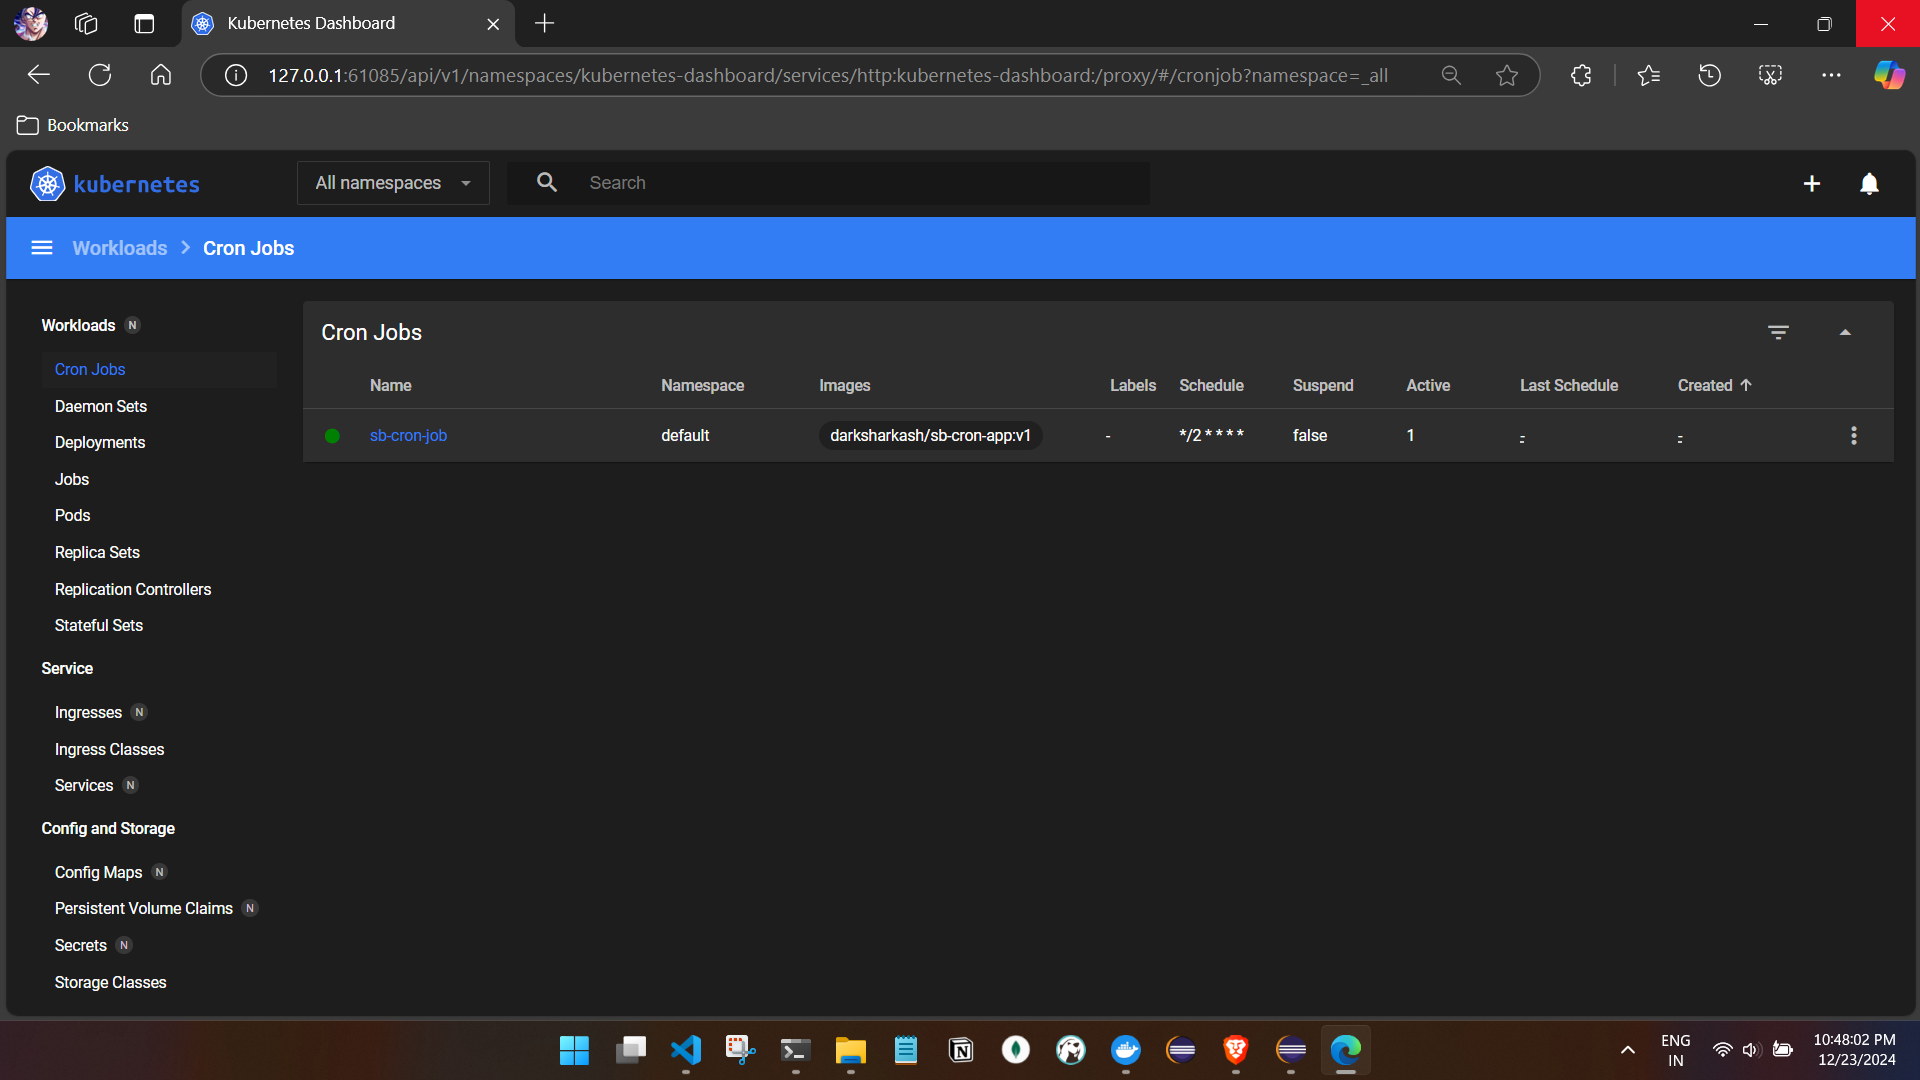 Kubernetes Dashboard
127.0.0.1:61085/api/v1/namespaces/kubernetes-dashboard/services/http:kubernetes-dashboard:/proxy/#/cronjob?namespace=_all
Bookmarks
kubernetes
All namespaces
Search
Workloads > Cron Jobs
Workloads N
Cron Jobs
Daemon Sets
Deployments
Jobs
Pods
Replica Sets
Replication Controllers
Stateful Sets
Service
Ingresses N
Ingress Classes
Services N
Config and Storage
Config Maps N
Persistent Volume Claims N
Secrets N
Storage Classes
Cron Jobs
Name Namespace Images Labels Schedule Suspend Active Last Schedule Created
sb-cron-job default darksharkash/sb-cron-app:v1 - */2 * * * * false 1 - -
ENG
IN
10:48:02 PM
12/23/2024